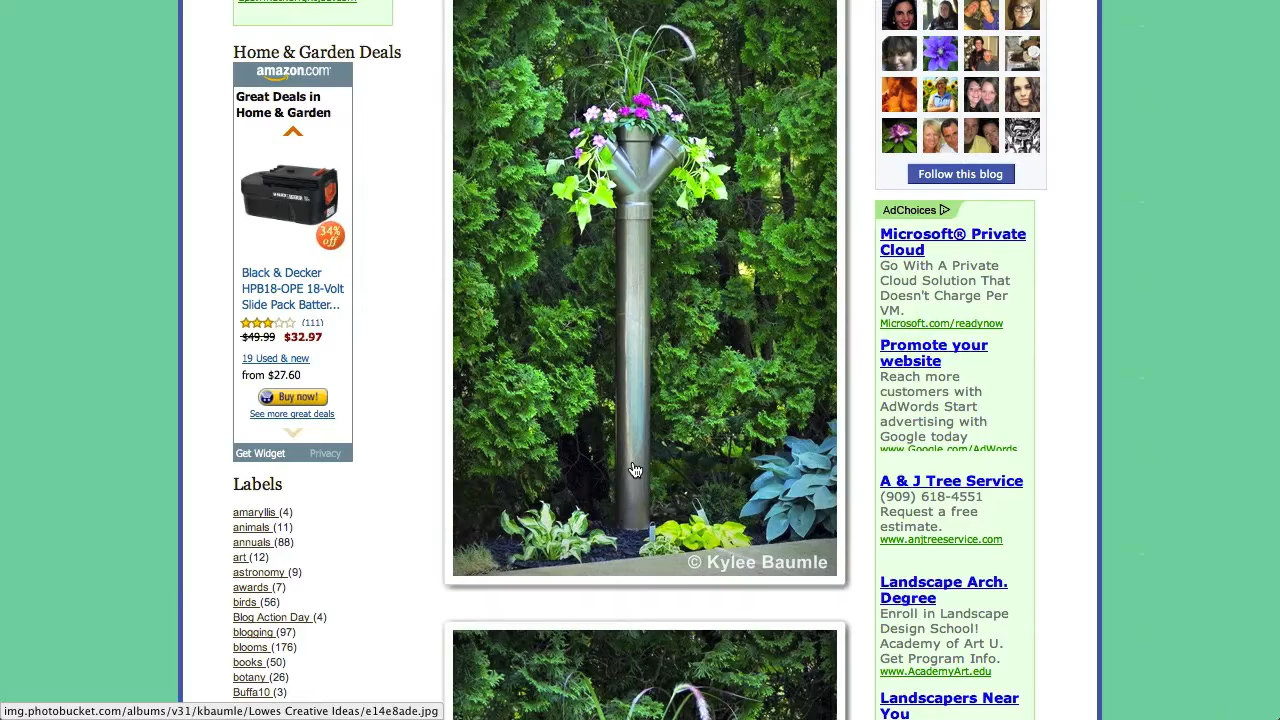 Home & Garden Deals
amazon.com
Great Deals in
Home & Garden
34%
off
Black & Decker
HPB18-OPE 18-Volt
Slide Pack Batter...
(111)
$49.99 $32.97
19 Used & new
from $27.60
Buy now!
See more great deals
Get Widget Privacy
Labels
amaryllis (4)
animals (11)
annuals (88)
art (12)
astronomy (9)
awards (7)
birds (56)
Blog Action Day (4)
blogging (97)
blooms (176)
books (50)
botany (26)
Buffa10 (3)
© Kylee Baumle
Follow this blog
AdChoices
Microsoft® Private
Cloud
Go With A Private
Cloud Solution That
Doesn't Charge Per
VM.
Microsoft.com/readynow
Promote your
website
Reach more
customers with
AdWords Start
advertising with
Google today
www.Google.com/AdWords
A & J Tree Service
(909) 618-4551
Request a free
estimate.
www.anjtreeservice.com
Landscape Arch.
Degree
Enroll in Landscape
Design School!
Academy of Art U.
Get Program Info.
www.AcademyArt.edu
Landscapers Near
You
img.photobucket.com/albums/v317/kbaumle/Lowes Creative Ideas/e14e8ade.jpg